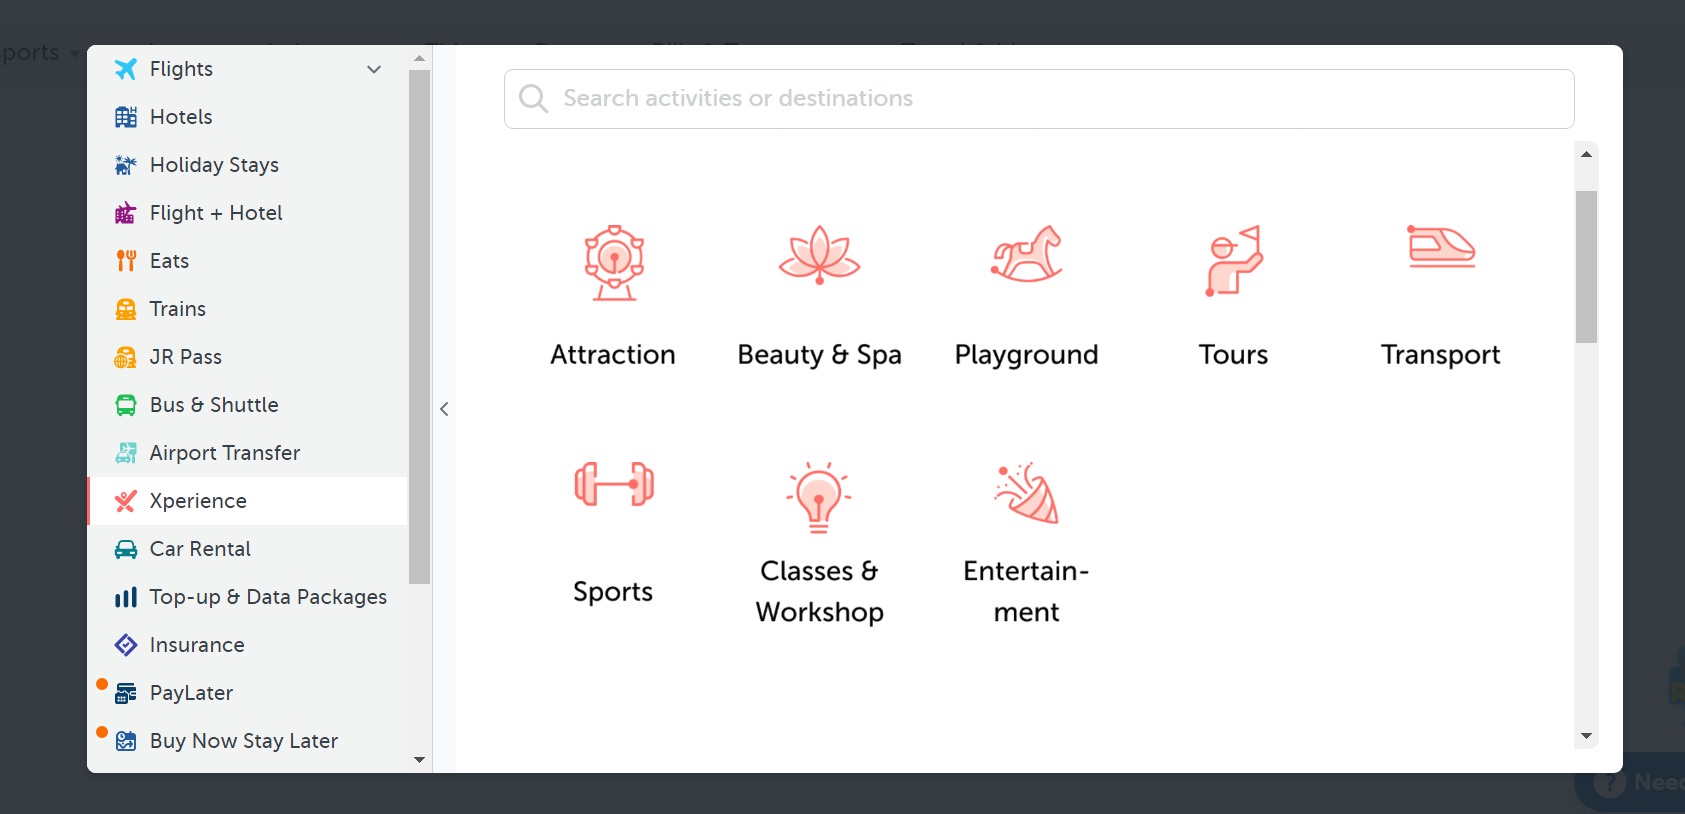 ports
Flights
Hotels
Holiday Stays
Flight + Hotel
Eats
Trains
JR Pass
Bus & Shuttle
Airport Transfer
Xperience
Car Rental
Top-up & Data Packages
Insurance
PayLater
Buy Now Stay Later
Search activities or destinations
Attraction
Beauty & Spa
Playground
Tours
Transport
Sports
Classes &
Workshop
Entertain-
ment
? Need